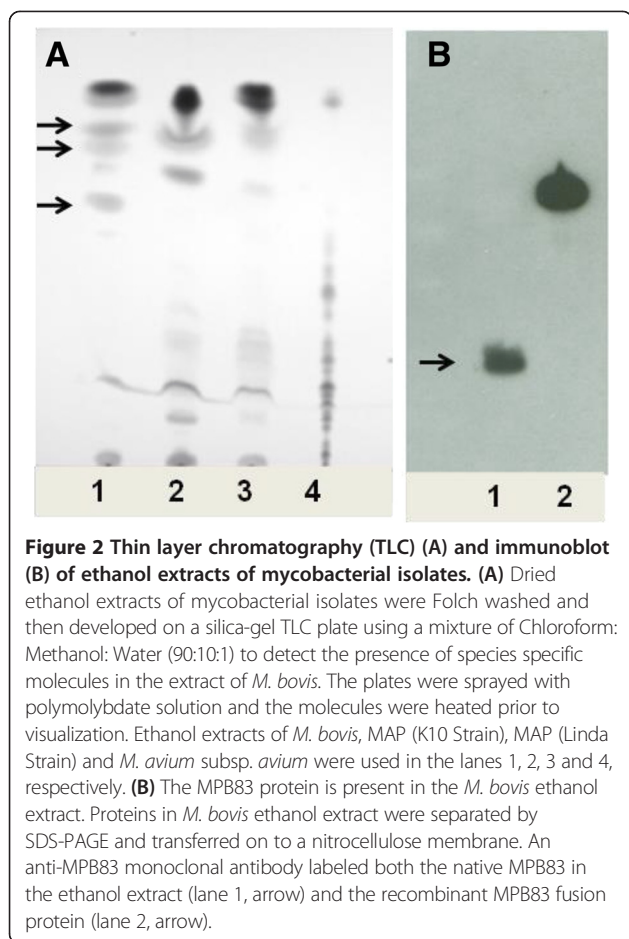 A
B
1 2 3 4
1 2
Figure 2 Thin layer chromatography (TLC) (A) and immunoblot
(B) of ethanol extracts of mycobacterial isolates. (A) Dried
ethanol extracts of mycobacterial isolates were Folch washed and
then developed on a silica-gel TLC plate using a mixture of Chloroform:
Methanol: Water (90:10:1) to detect the presence of species specific
molecules in the extract of M. bovis. The plates were sprayed with
polymolybdate solution and the molecules were heated prior to
visualization. Ethanol extracts of M. bovis, MAP (K10 Strain), MAP (Linda
Strain) and M. avium subsp. avium were used in the lanes 1, 2, 3 and 4,
respectively. (B) The MPB83 protein is present in the M. bovis ethanol
extract. Proteins in M. bovis ethanol extract were separated by
SDS-PAGE and transferred on to a nitrocellulose membrane. An
anti-MPB83 monoclonal antibody labeled both the native MPB83 in
the ethanol extract (lane 1, arrow) and the recombinant MPB83 fusion
protein (lane 2, arrow).